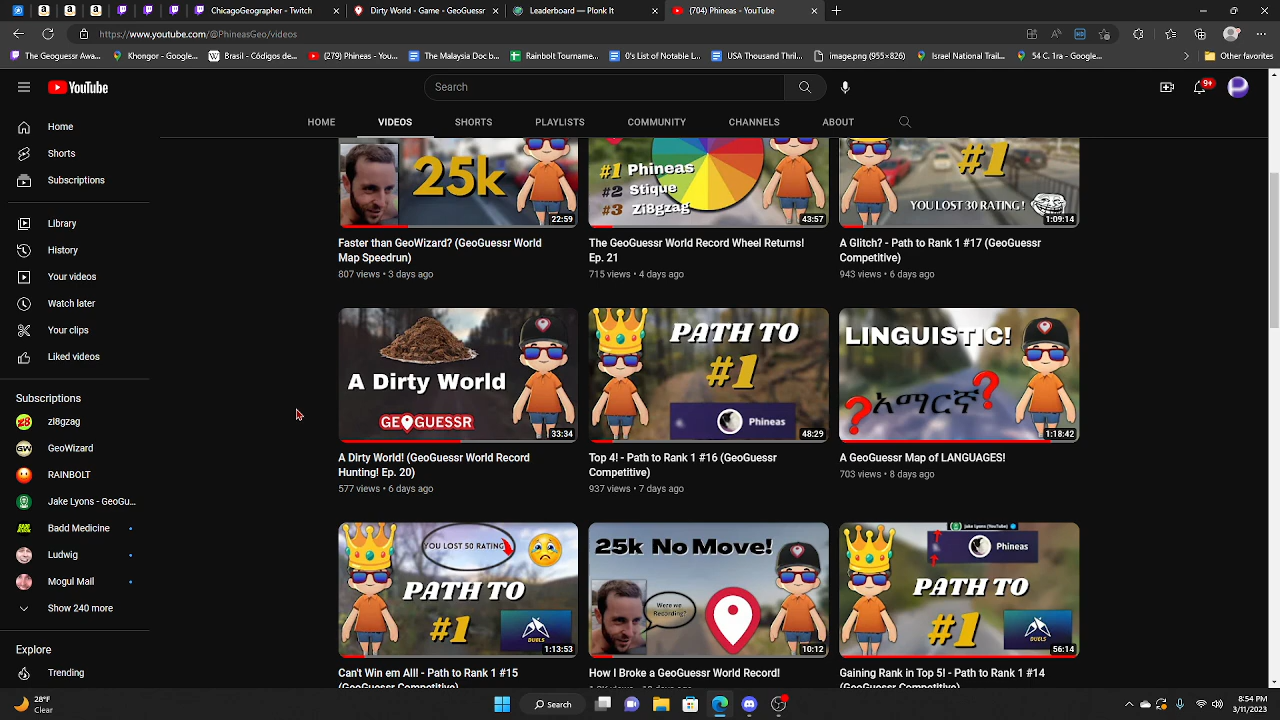 ChicagoGeographer - Twitch
Dirty World - Game - GeoGuessr
Leaderboard — Plonk It
(704) Phineas - YouTube
https://www.youtube.com/@PhineasGeo/videos
The Geoguessr Awa...
Khongor - Google...
Brasil - Códigos de...
(279) Phineas - You...
The Malaysia Doc b...
Rainbolt Tourname...
0's List of Notable I...
USA Thousand Thril...
image.png (955×826)
Israel National Trail...
54 C. 1ra - Google...
Other favorites
YouTube
Search
9+
HOME
VIDEOS
SHORTS
PLAYLISTS
COMMUNITY
CHANNELS
ABOUT
Home
Shorts
Subscriptions
Library
History
Your videos
Watch later
Your clips
Liked videos
Subscriptions
zi8gzag
GeoWizard
RAINBOLT
Jake Lyons - GeoGu...
Badd Medicine
Ludwig
Mogul Mail
Show 240 more
Explore
Trending
25k
22:59
Faster than GeoWizard? (GeoGuessr World
Map Speedrun)
807 views • 3 days ago
#1 Phineas
#2 Stique
#3 Zi8gzag
43:57
The GeoGuessr World Record Wheel Returns!
Ep. 21
715 views • 4 days ago
#1
YOU LOST 30 RATING!
1:09:14
A Glitch? - Path to Rank 1 #17 (GeoGuessr
Competitive)
943 views • 6 days ago
A Dirty World
GEOGUESSR
33:34
A Dirty World! (GeoGuessr World Record
Hunting! Ep. 20)
577 views • 6 days ago
PATH TO
#1
Phineas
48:29
Top 4! - Path to Rank 1 #16 (GeoGuessr
Competitive)
937 views • 7 days ago
LINGUISTIC!
?አማርኛ?
1:18:42
A GeoGuessr Map of LANGUAGES!
703 views • 8 days ago
YOU LOST 50 RATING
PATH TO
#1
DUELS
1:13:53
Can't Win em All! - Path to Rank 1 #15
(GeoGuessr Competitive)
25k No Move!
Were we
Recording?
10:12
How I Broke a GeoGuessr World Record!
Jake Lyons (YouTube)
Phineas
PATH TO
#1
DUELS
56:14
Gaining Rank in Top 5! - Path to Rank 1 #14
(GeoGuessr Competitive)
28°F
Clear
Search
8:54 PM
3/11/2023